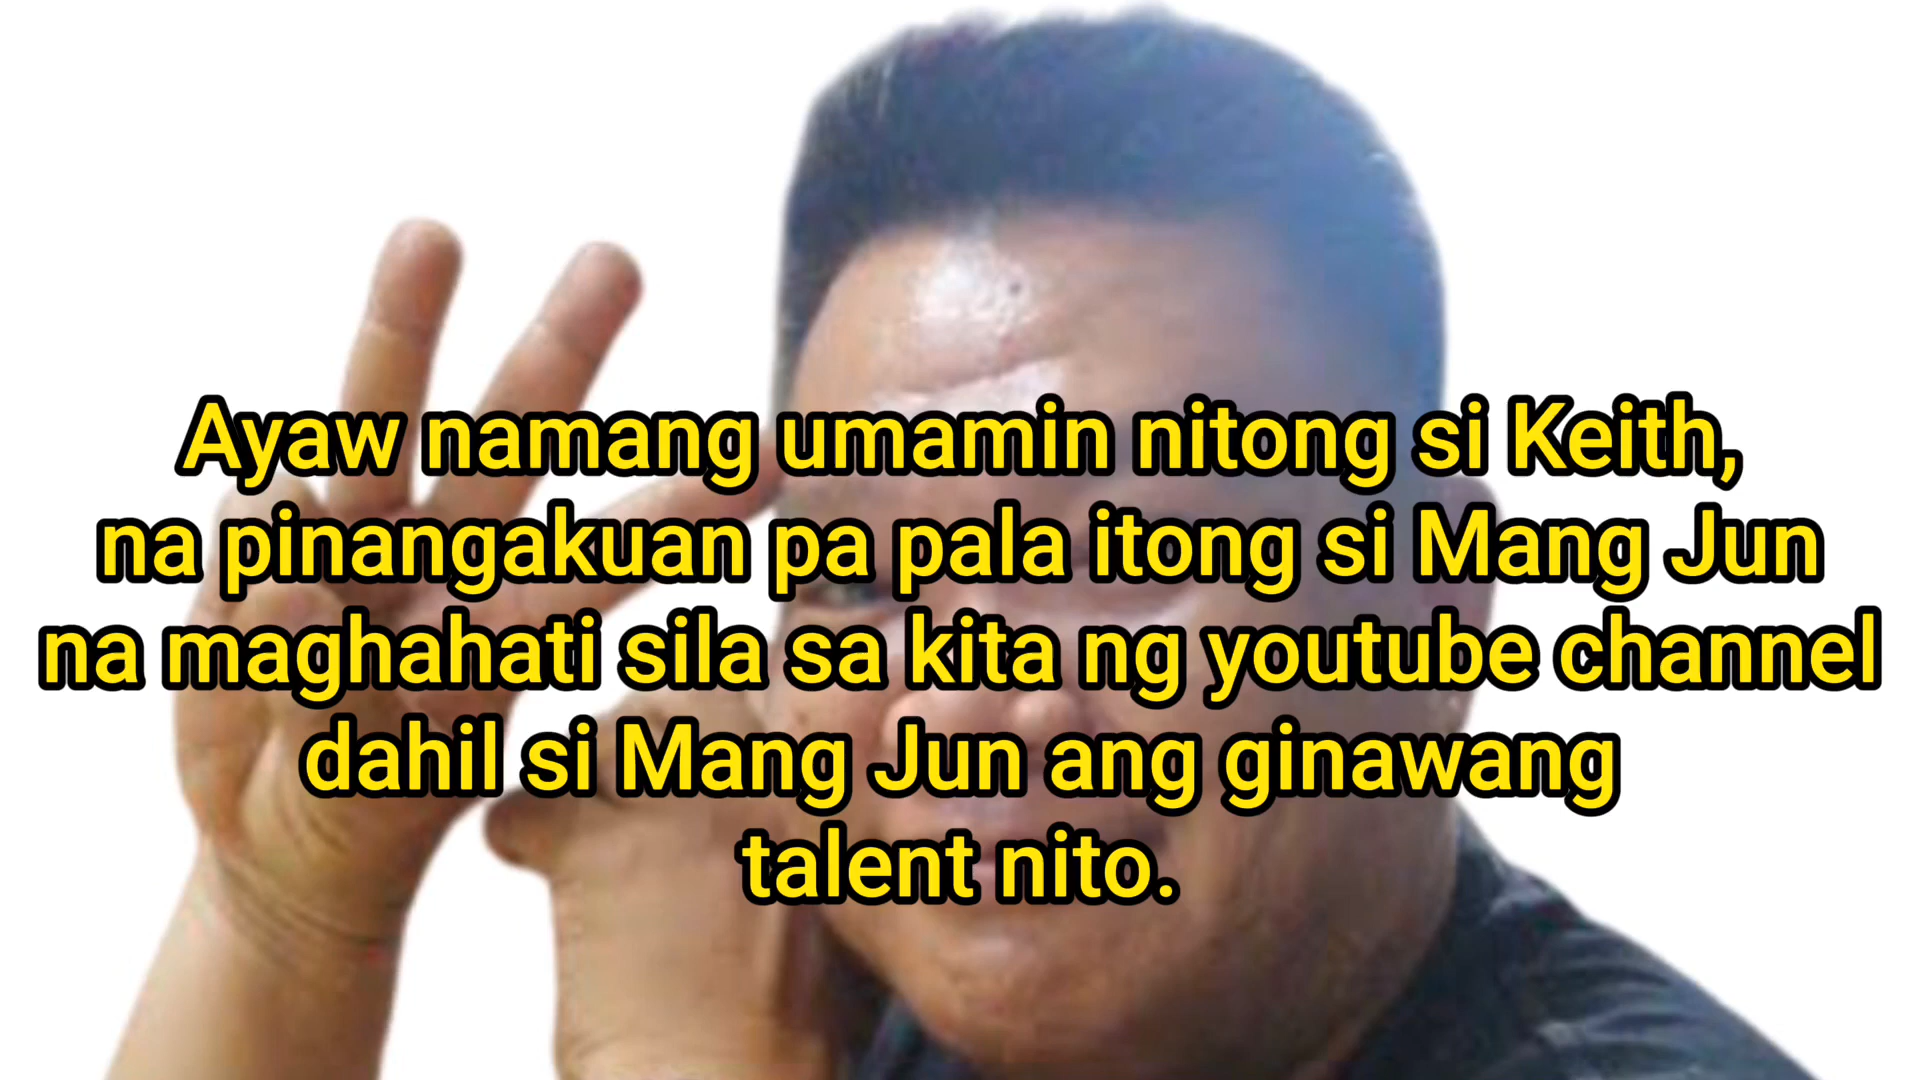 Ayaw namang umamin nitong si Keith,
na pinangakuan pa pala itong si Mang Jun
na maghahati sila sa kita ng youtube channel
dahil si Mang Jun ang ginawang
talent nito.